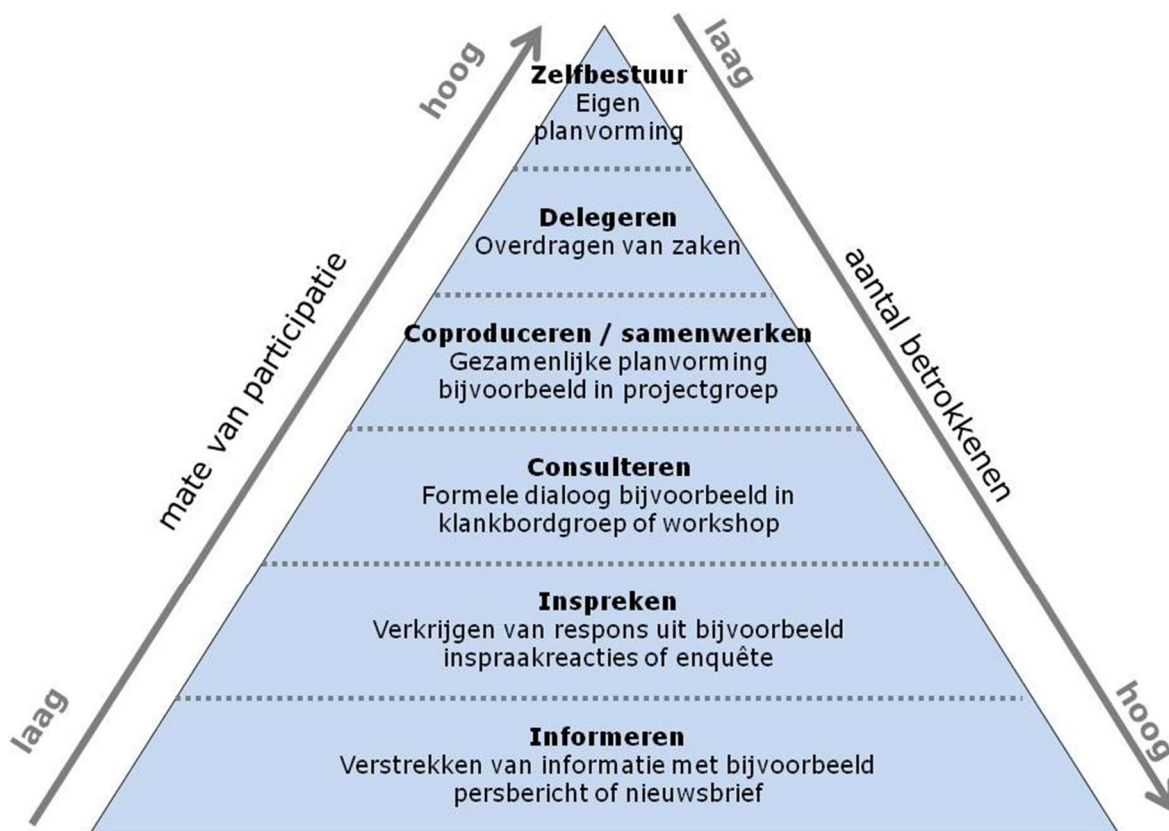 hoog
laag
Zelfbestuur
Eigen
planvorming
Delegeren
Overdragen van zaken
mate van participatie
aantal betrokkenen
Coproduceren / samenwerken
Gezamenlijke planvorming
bijvoorbeeld in projectgroep
Consulteren
Formele dialoog bijvoorbeeld in
klankbordgroep of workshop
Inspreken
Verkrijgen van respons uit bijvoorbeeld
inspraakreacties of enquête
laag
hoog
Informeren
Verstrekken van informatie met bijvoorbeeld
persbericht of nieuwsbrief